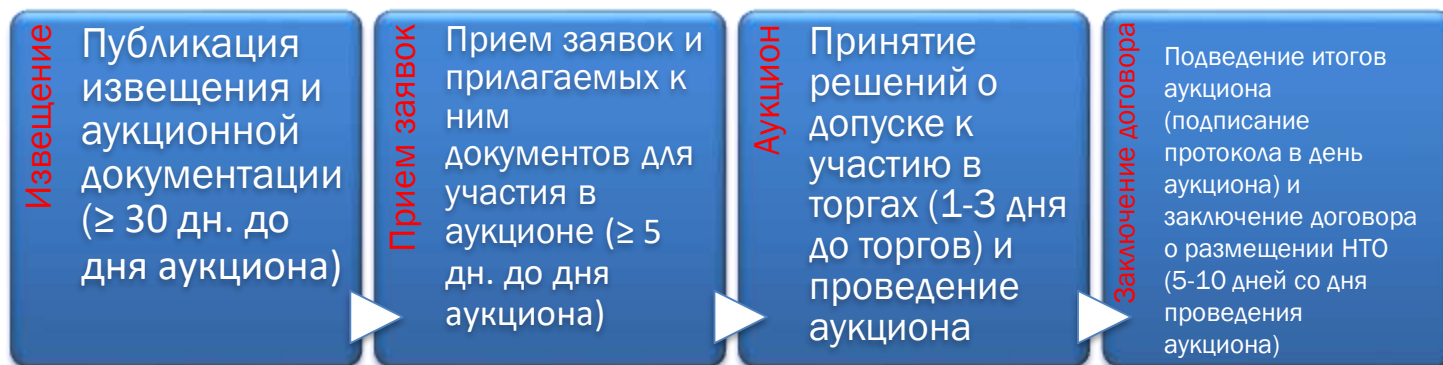 Извещение
Публикация
извещения и
аукционной
документации
(≥ 30 дн. до
дня аукциона)
Прием заявок
Прием заявок и
прилагаемых к
ним
документов для
участия в
аукционе (≥ 5
дн. до дня
аукциона)
Аукцион
Принятие
решений о
допуске к
участию в
торгах (1-3 дня
до торгов) и
проведение
аукциона
Заключение договора
Подведение итогов
аукциона
(подписание
протокола в день
аукциона) и
заключение договора
о размещении НТО
(5-10 дней со дня
проведения
аукциона)